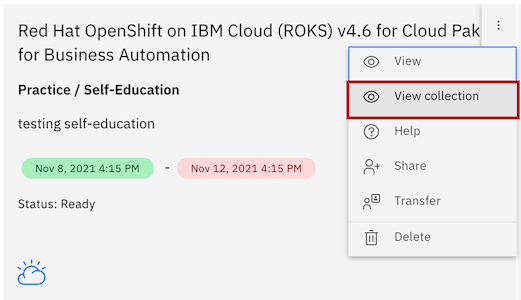 Red Hat OpenShift on IBM Cloud (ROKS) v4.6 for Cloud Pak
for Business Automation
Practice / Self-Education
testing self-education
Nov 8, 2021 4:15 PM - Nov 12, 2021 4:15 PM
Status: Ready
View
View collection
Help
Share
Transfer
Delete